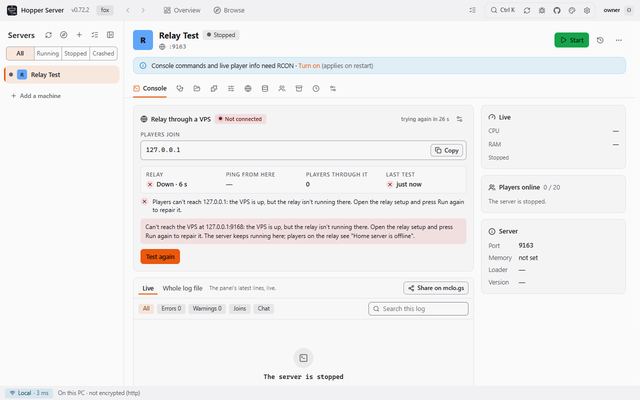 Hopper Server v0.72.2 fox
Overview Browse
Ctrl K
owner O
Servers
All Running Stopped Crashed
R Relay Test
+ Add a machine
R Relay Test Stopped
:9163
Start
Console commands and live player info need RCON - Turn on (applies on restart)
Console
Relay through a VPS Not connected
trying again in 26 s
PLAYERS JOIN
127.0.0.1
Copy
RELAY PING FROM HERE PLAYERS THROUGH IT LAST TEST
Down · 6 s — 0 just now
Players can't reach 127.0.0.1: the VPS is up, but the relay isn't running there. Open the relay setup and press Run again
to repair it.
Can't reach the VPS at 127.0.0.1:9168: the VPS is up, but the relay isn't running there. Open the relay setup and press
Run again to repair it. The server keeps running here; players on the relay see "Home server is offline".
Test again
Live Whole log file The panel's latest lines, live.
Share on mclo.gs
All Errors 0 Warnings 0 Joins Chat
Search this log
The server is stopped
Live
CPU —
RAM —
Stopped
Players online 0 / 20
The server is stopped.
Server
Port 9163
Memory not set
Loader —
Version —
Local · 3 ms On this PC · not encrypted (http)